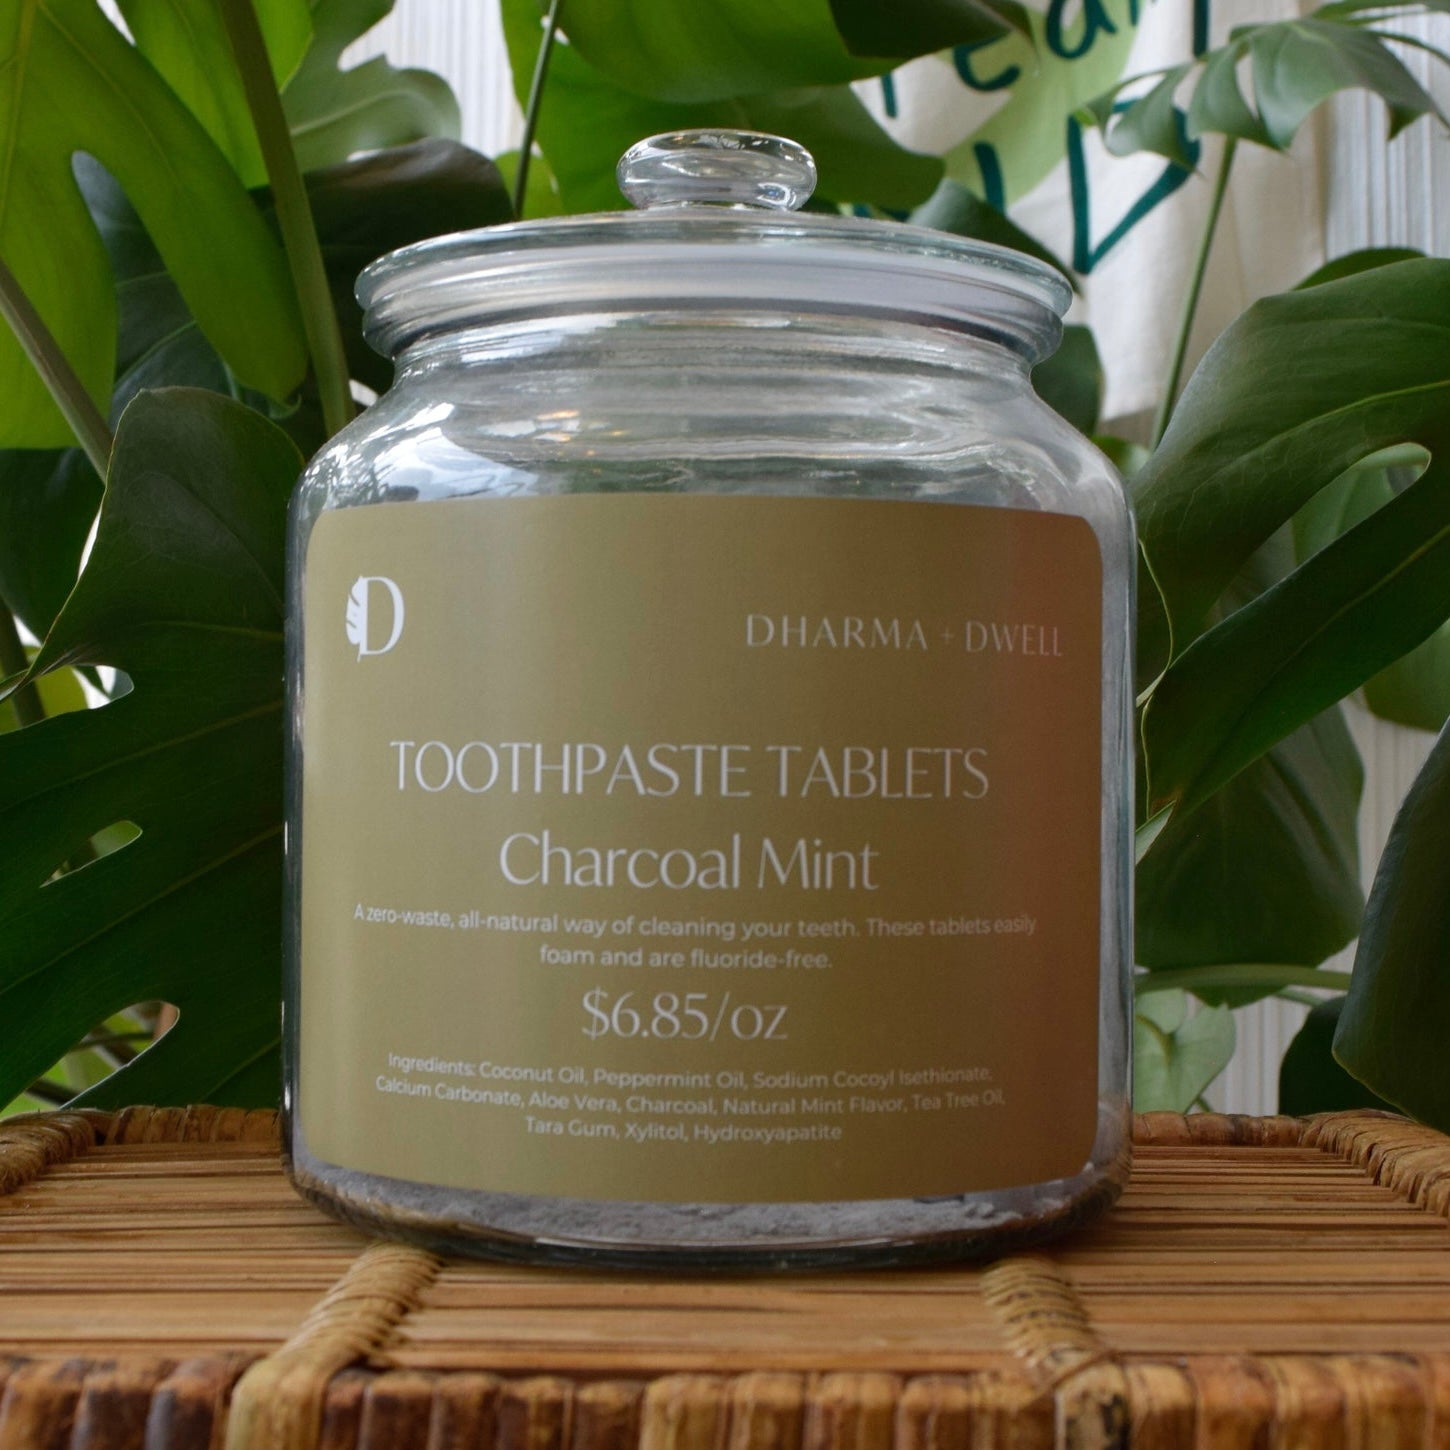 D
DHARMA + DWELL
TOOTHPASTE TABLETS
Charcoal Mint
A zero-waste, all-natural way of cleaning your teeth. These tablets easily
foam and are fluoride-free.
$6.85/oz
Ingredients: Coconut Oil, Peppermint Oil, Sodium Cocoyl Isethionate,
Calcium Carbonate, Aloe Vera, Charcoal, Natural Mint Flavor, Tea Tree Oil,
Tara Gum, Xylitol, Hydroxyapatite